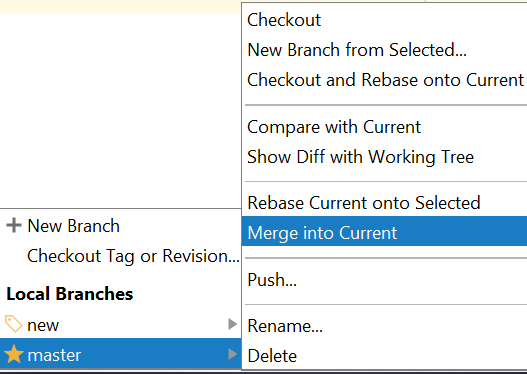 Checkout
New Branch from Selected...
Checkout and Rebase onto Current
Compare with Current
Show Diff with Working Tree
Rebase Current onto Selected
Merge into Current
Push...
Rename...
Delete
New Branch
Checkout Tag or Revision...
Local Branches
new
master